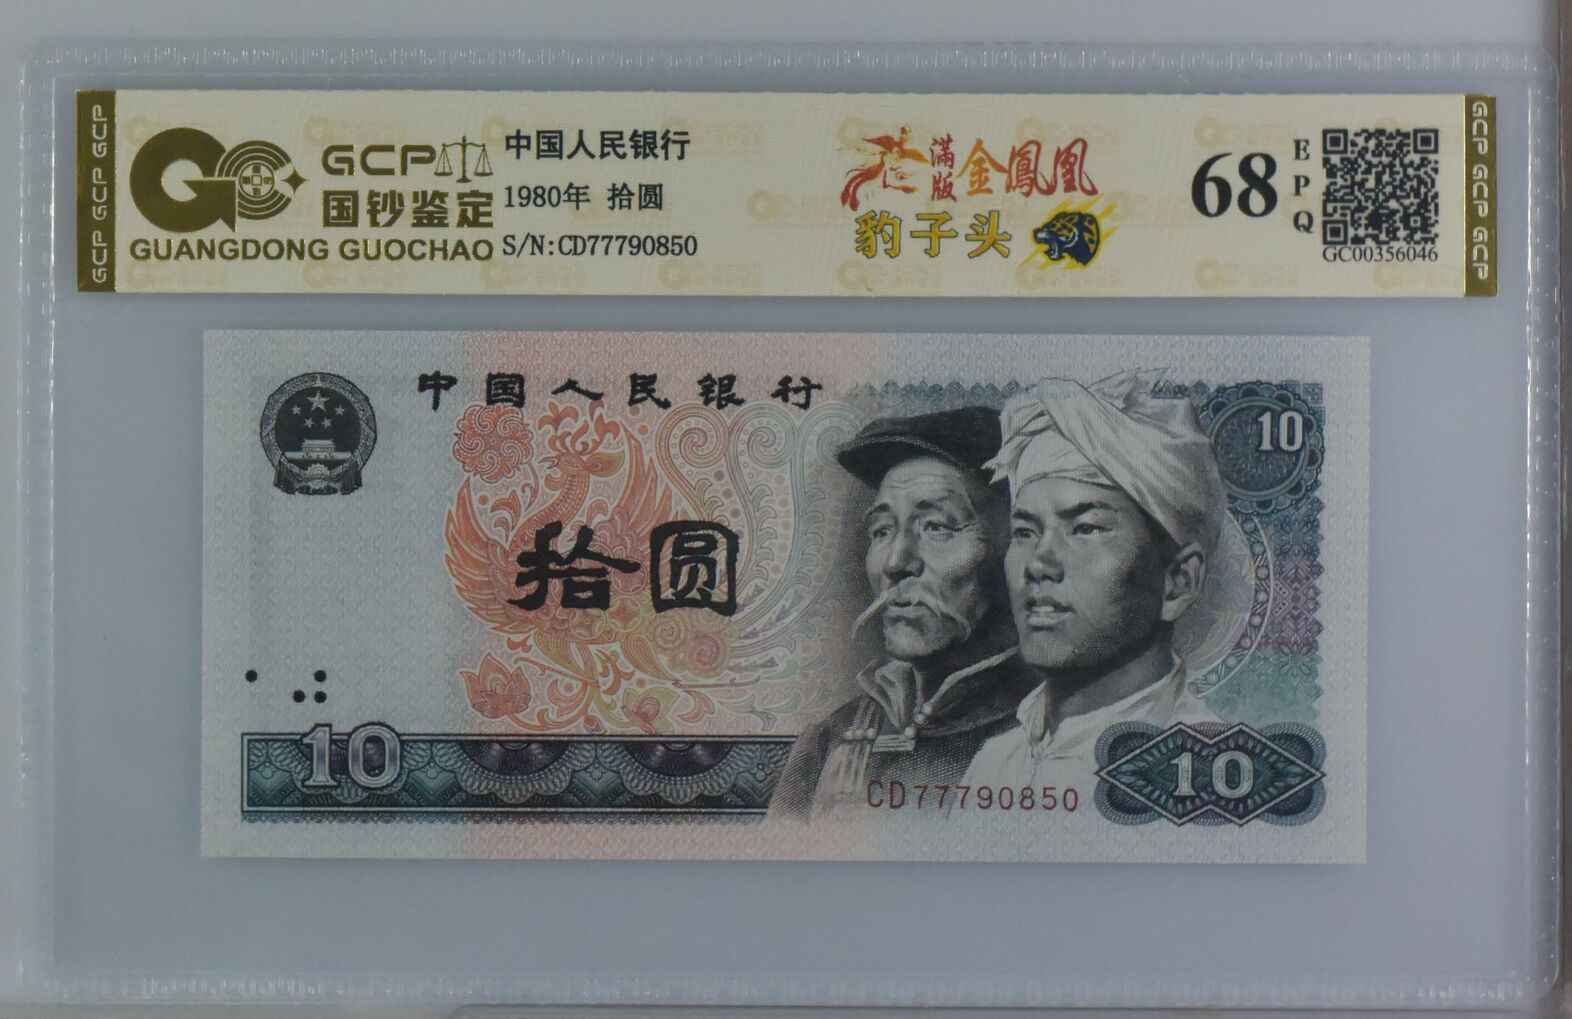 GCP GCP GCP
GCP
国钞鉴定
GUANGDONG GUOCHAO
中国人民银行
1980年 拾圆
S/N:CD77790850
满版金鳳凰
豹子头
68
EPQ
GC00356046
GCP GCP GCP
中国人民银行
10
拾圆
10
CD77790850
10